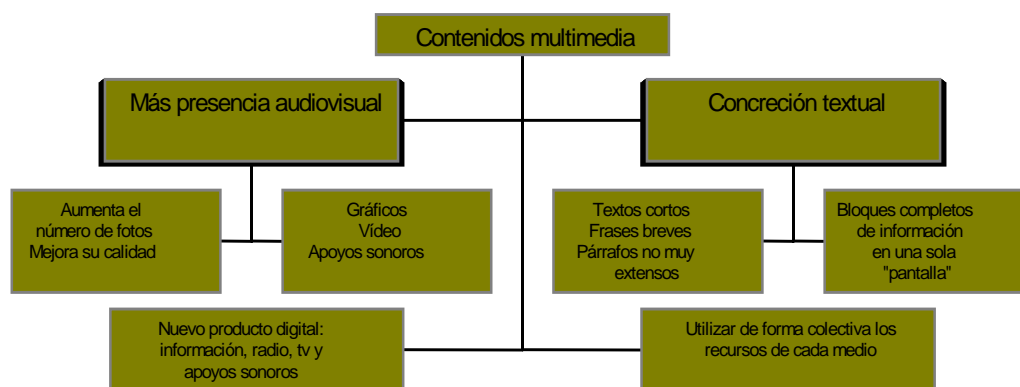 Contenidos multimedia
Más presencia audiovisual
Concreción textual
Aumenta el
número de fotos
Mejora su calidad
Gráficos
Vídeo
Apoyos sonoros
Textos cortos
Frases breves
Párrafos no muy
extensos
Bloques completos
de información
en una sola
"pantalla"
Nuevo producto digital:
información, radio, tv y
apoyos sonoros
Utilizar de forma colectiva los
recursos de cada medio